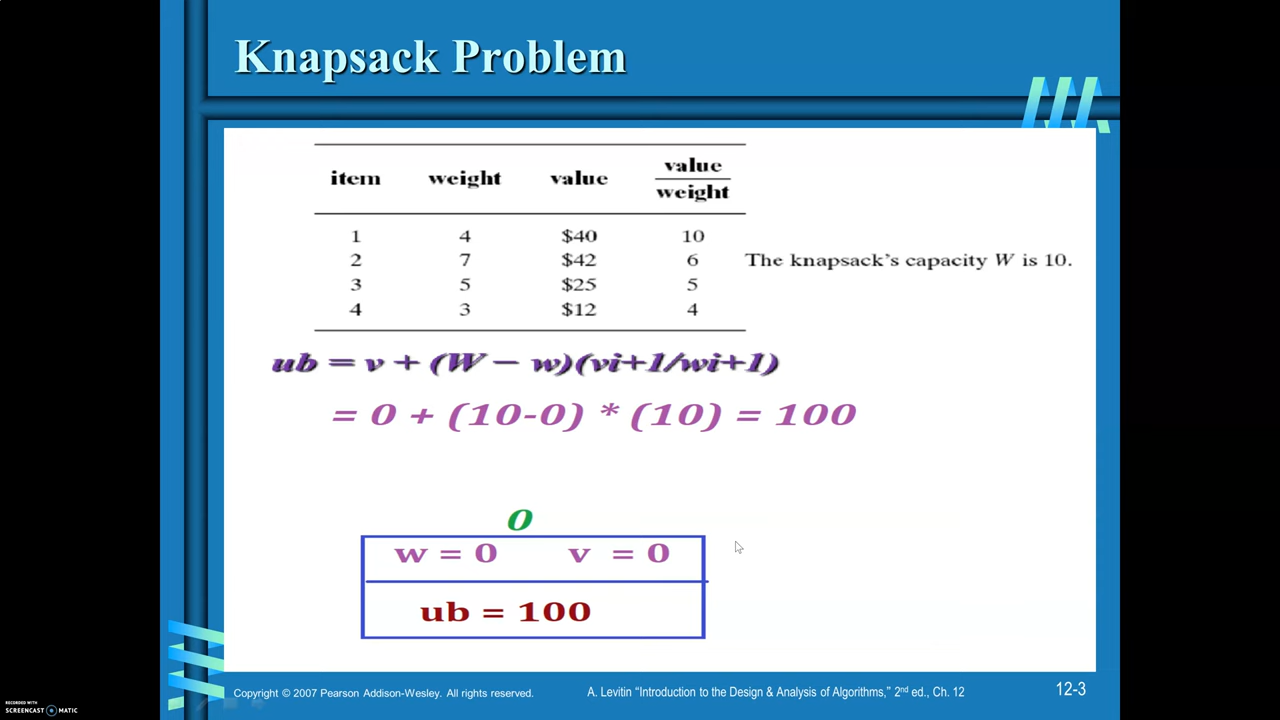 Knapsack Problem
item weight value value/weight
1 4 $40 10
2 7 $42 6
3 5 $25 5
4 3 $12 4
The knapsack's capacity W is 10.
ub = v + (W − w)(vi+1/wi+1)
= 0 + (10-0) * (10) = 100
0
w = 0 v = 0
ub = 100
Copyright © 2007 Pearson Addison-Wesley. All rights reserved.
A. Levitin “Introduction to the Design & Analysis of Algorithms,” 2nd ed., Ch. 12
12-3
RECORDED WITH
SCREENCAST MATIC